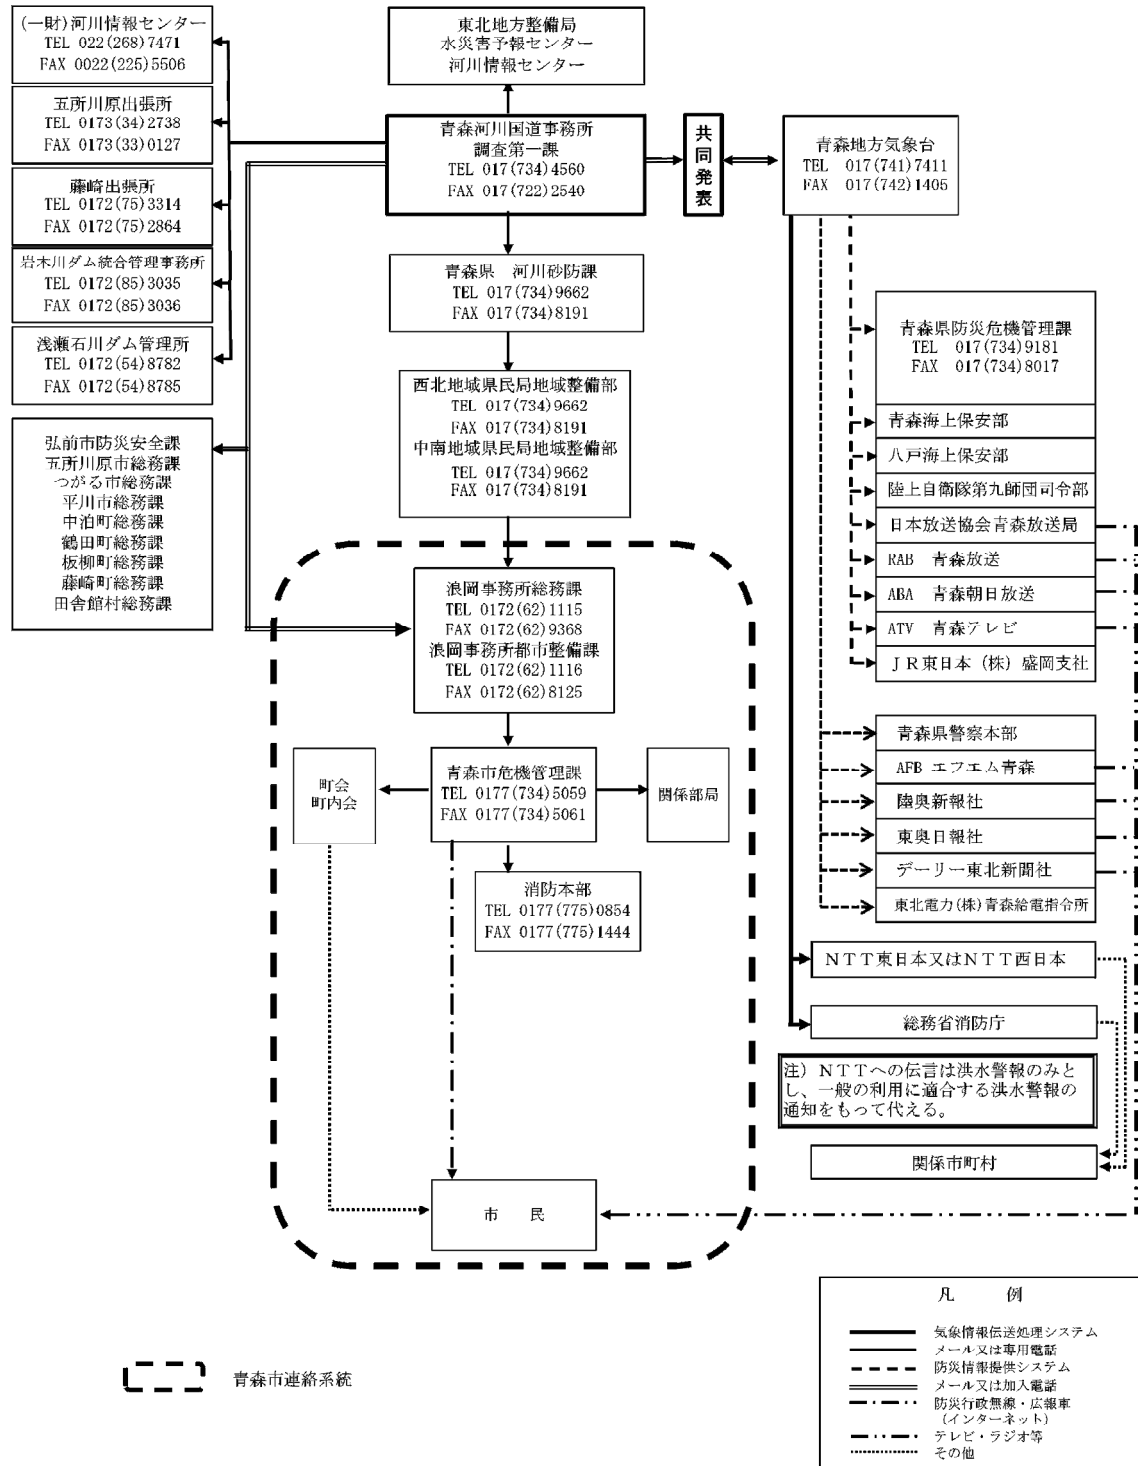 (一財)河川情報センター
TEL 022(268)7471
FAX 0022(225)5506
五所川原出張所
TEL 0173(34)2738
FAX 0173(33)0127
藤崎出張所
TEL 0172(75)3314
FAX 0172(75)2864
岩木川ダム統合管理事務所
TEL 0172(85)3035
FAX 0172(85)3036
浅瀬石川ダム管理所
TEL 0172(54)8782
FAX 0172(54)8785
弘前市防災安全課
五所川原市総務課
つがる市総務課
平川市総務課
中泊町総務課
鶴田町総務課
板柳町総務課
藤崎町総務課
田舎館村総務課
東北地方整備局
水災害予報センター
河川情報センター
青森河川国道事務所
調査第一課
TEL 017(734)4560
FAX 017(722)2540
共同発表
青森地方気象台
TEL 017(741)7411
FAX 017(742)1405
青森県 河川砂防課
TEL 017(734)9662
FAX 017(734)8191
西北地域県民局地域整備部
TEL 017(734)9662
FAX 017(734)8191
中南地域県民局地域整備部
TEL 017(734)9662
FAX 017(734)8191
浪岡事務所総務課
TEL 0172(62)1115
FAX 0172(62)9368
浪岡事務所都市整備課
TEL 0172(62)1116
FAX 0172(62)8125
町会
町内会
青森市危機管理課
TEL 0177(734)5059
FAX 0177(734)5061
関係部局
消防本部
TEL 0177(775)0854
FAX 0177(775)1444
市 民
青森県防災危機管理課
TEL 017(734)9181
FAX 017(734)8017
青森海上保安部
八戸海上保安部
陸上自衛隊第九師団司令部
日本放送協会青森放送局
RAB 青森放送
ABA 青森朝日放送
ATV 青森テレビ
JR東日本(株)盛岡支社
青森県警察本部
AFB エフエム青森
陸奥新報社
東奥日報社
デーリー東北新聞社
東北電力(株)青森給電指令所
NTT東日本又はNTT西日本
総務省消防庁
注)NTTへの伝言は洪水警報のみと
し、一般の利用に適合する洪水警報の
通知をもって代える。
関係市町村
凡 例
気象情報伝送処理システム
メール又は専用電話
防災情報提供システム
メール又は加入電話
防災行政無線・広報車
(インターネット)
テレビ・ラジオ等
その他
青森市連絡系統